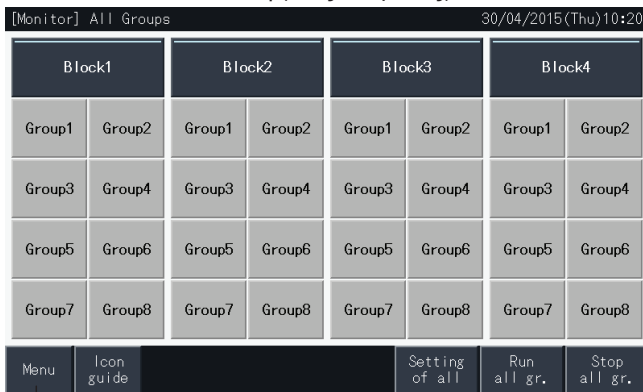 [Monitor] All Groups 30/04/2015(Thu)10:20
Block1 Block2 Block3 Block4
Group1 Group2 Group1 Group2 Group1 Group2 Group1 Group2
Group3 Group4 Group3 Group4 Group3 Group4 Group3 Group4
Group5 Group6 Group5 Group6 Group5 Group6 Group5 Group6
Group7 Group8 Group7 Group8 Group7 Group8 Group7 Group8
Menu
Icon
guide
Setting
of all
Run
all gr.
Stop
all gr.